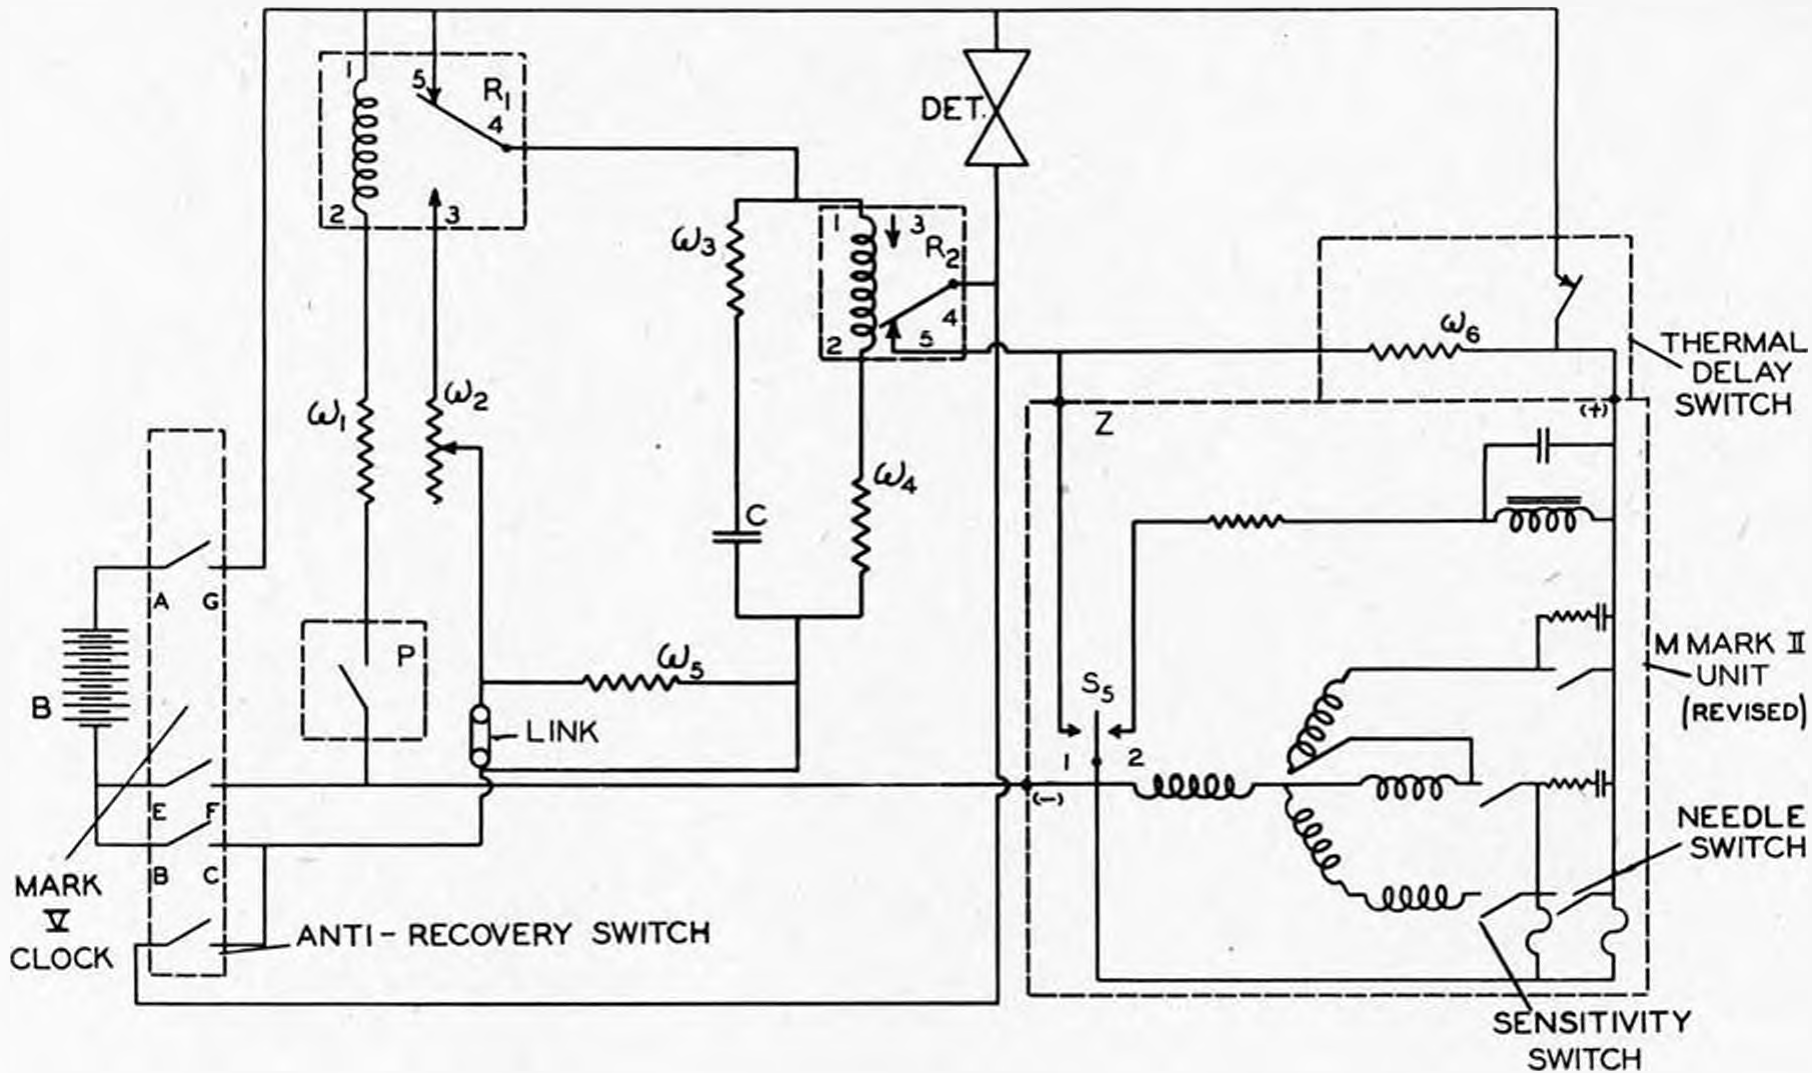 1
5
R1
4
2
3
DET.
ω3
1
3
R2
4
2
5
ω6
THERMAL
DELAY
SWITCH
(+)
Z
ω1
ω2
ω4
C
A G
P
ω5
B
LINK
S5
1 2
M MARK II
UNIT
(REVISED)
(-)
E F
B C
NEEDLE
SWITCH
MARK
V
CLOCK
ANTI-RECOVERY SWITCH
SENSITIVITY
SWITCH